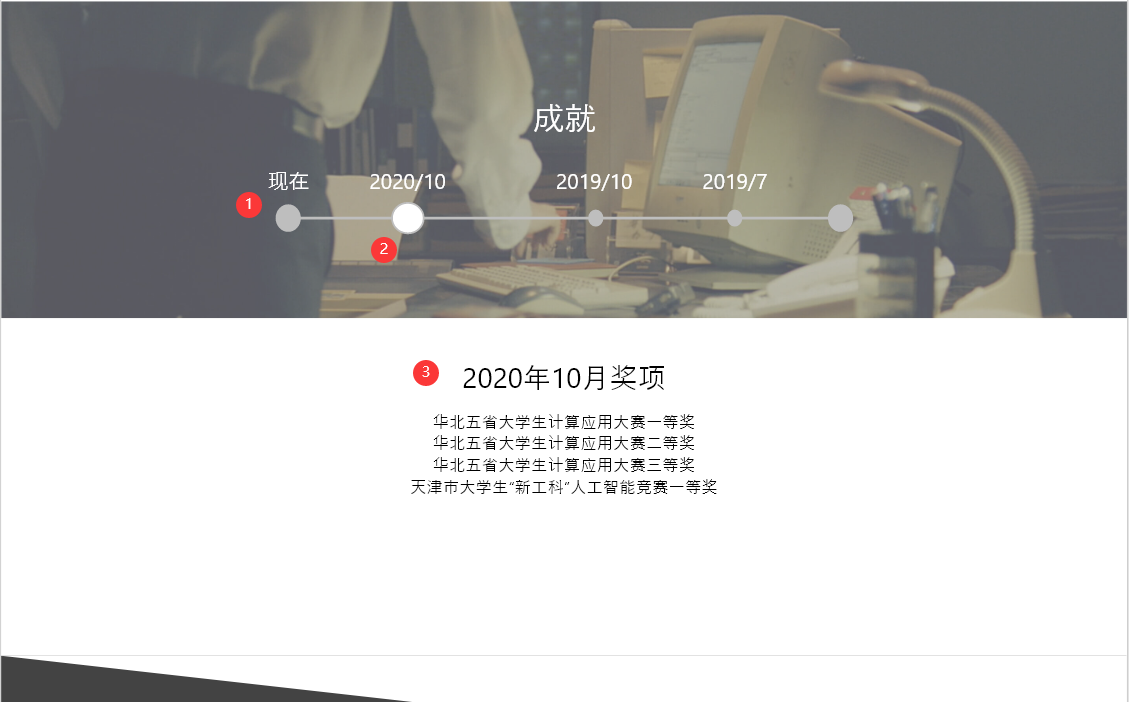 成就
现在 2020/10 2019/10 2019/7
1
2
3 2020年10月奖项
华北五省大学生计算应用大赛一等奖
华北五省大学生计算应用大赛二等奖
华北五省大学生计算应用大赛三等奖
天津市大学生“新工科”人工智能竞赛一等奖